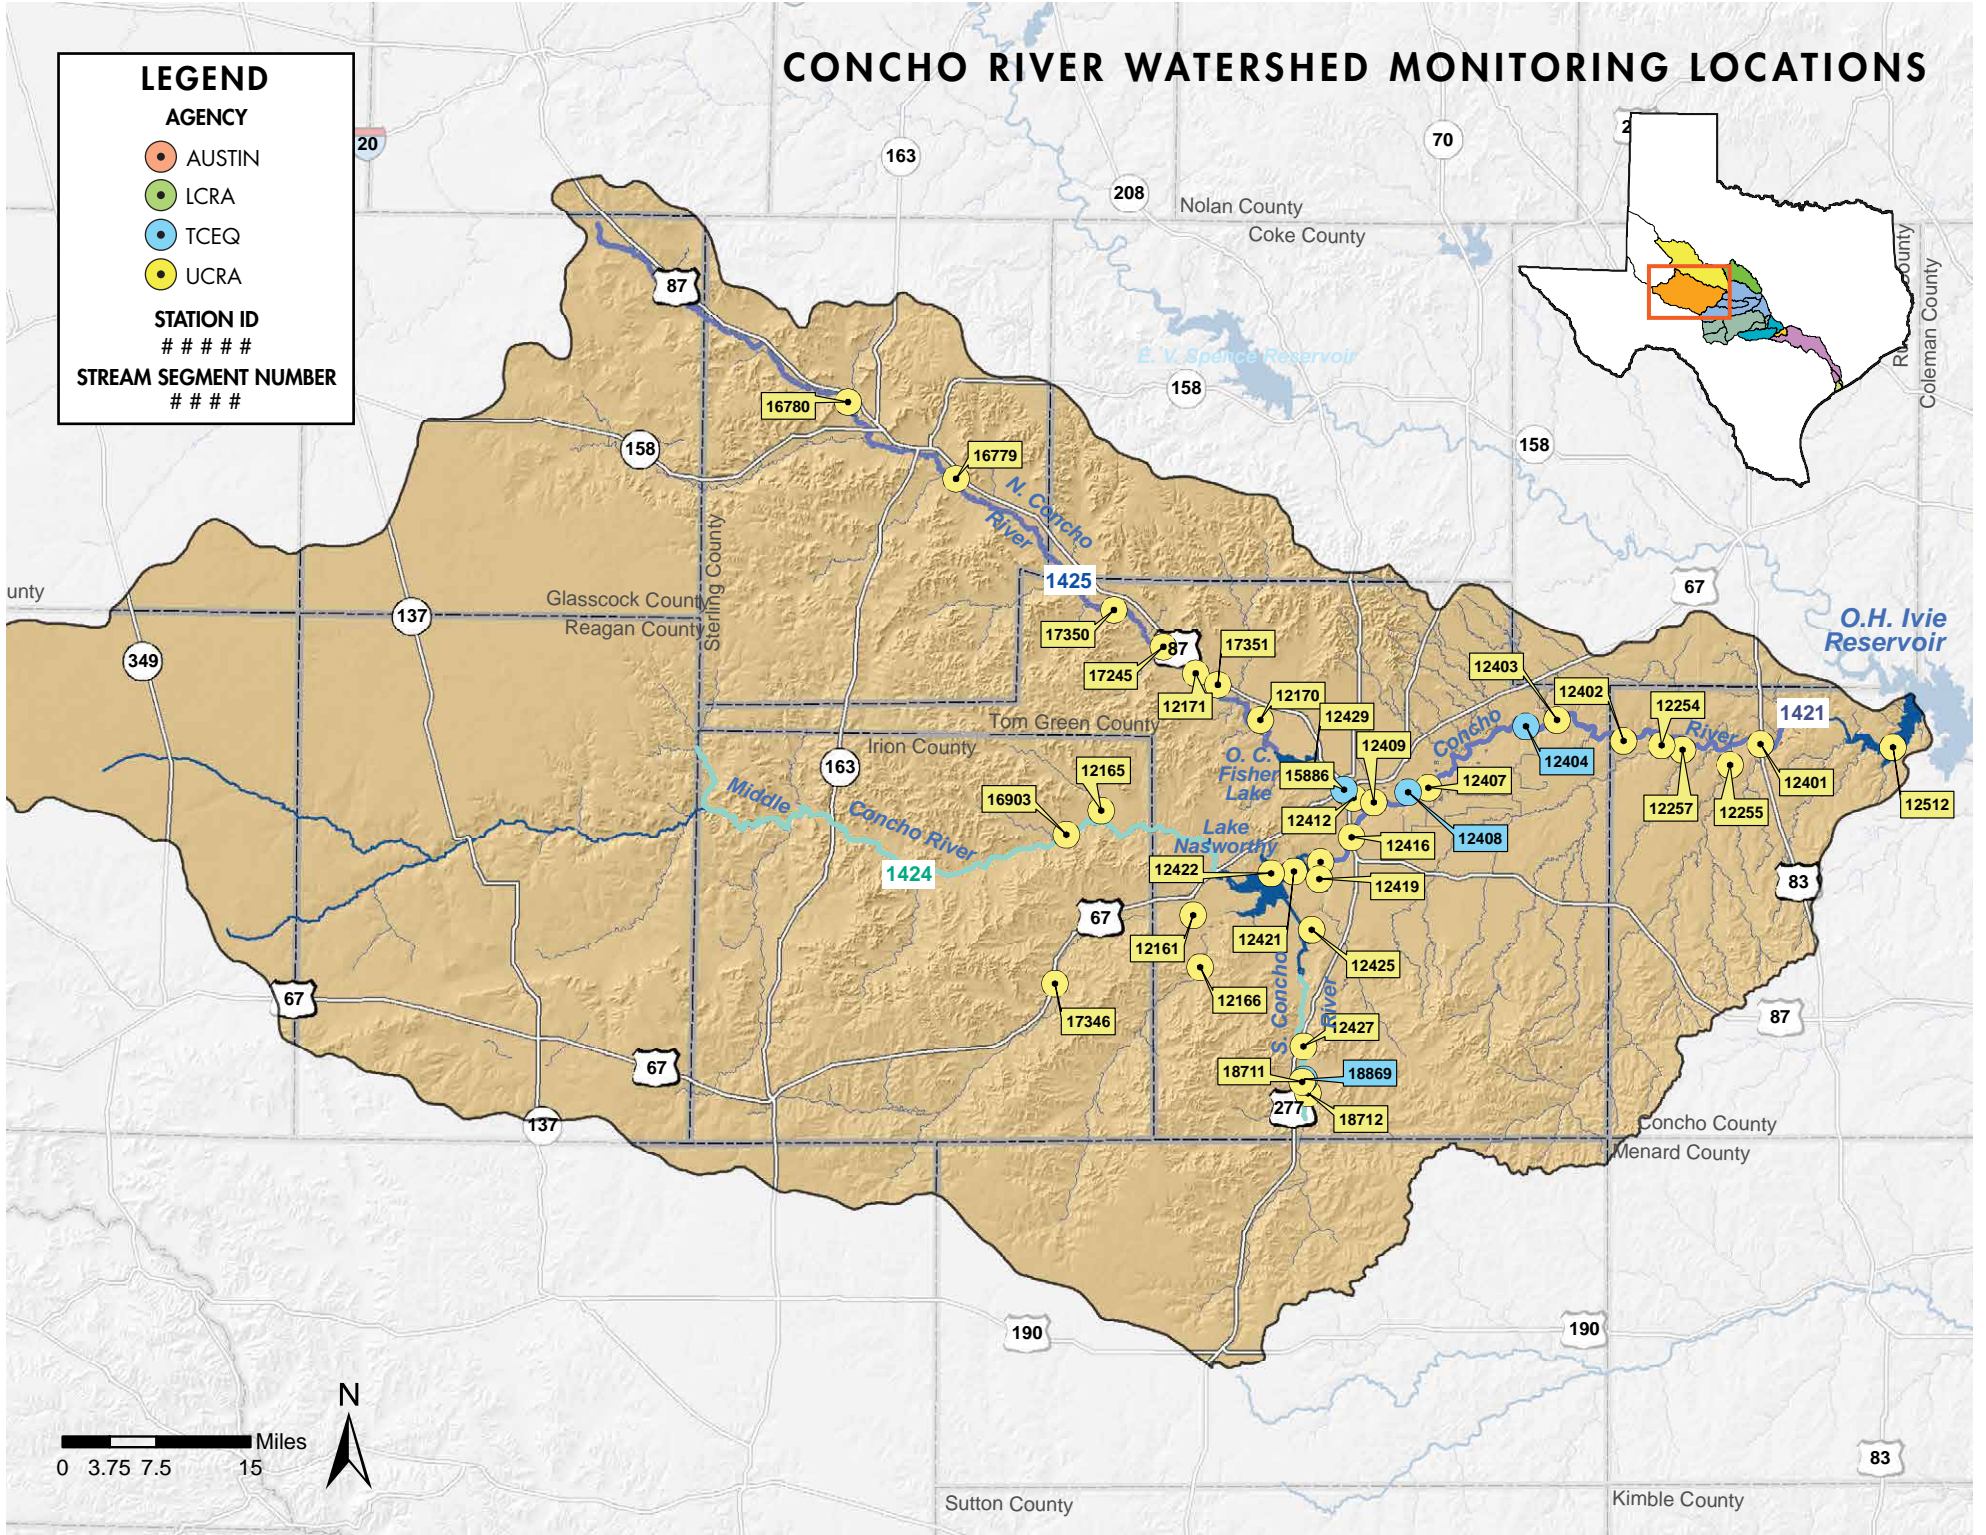 CONCHO RIVER WATERSHED MONITORING LOCATIONS
LEGEND
AGENCY
AUSTIN
LCRA
TCEQ
UCRA
STATION ID
# # # # #
STREAM SEGMENT NUMBER
# # # #
20
163
70
2
208
Nolan County
Coke County
County
Coleman County
87
E. V. Spence Reservoir
158
158
158
16780
16779
N. Concho
River
1425
67
unty
Glasscock County
Reagan County
Sterling County
137
349
17350
87
17245
17351
12171
O.H. Ivie
Reservoir
12403
12402
12254
1421
12170
12429
12409
Concho
River
12404
Tom Green County
Irion County
163
O. C.
Fisher
Lake
15886
12407
12401
12512
12257
12255
12165
16903
Middle
Concho River
12412
12408
12416
Lake
Nasworthy
1424
12422
12419
83
67
12161
12421
12425
S. Concho
River
12166
17346
12427
67
87
67
18711
18869
277
18712
137
Concho County
Menard County
190
190
N
Miles
0 3.75 7.5 15
83
Sutton County
Kimble County